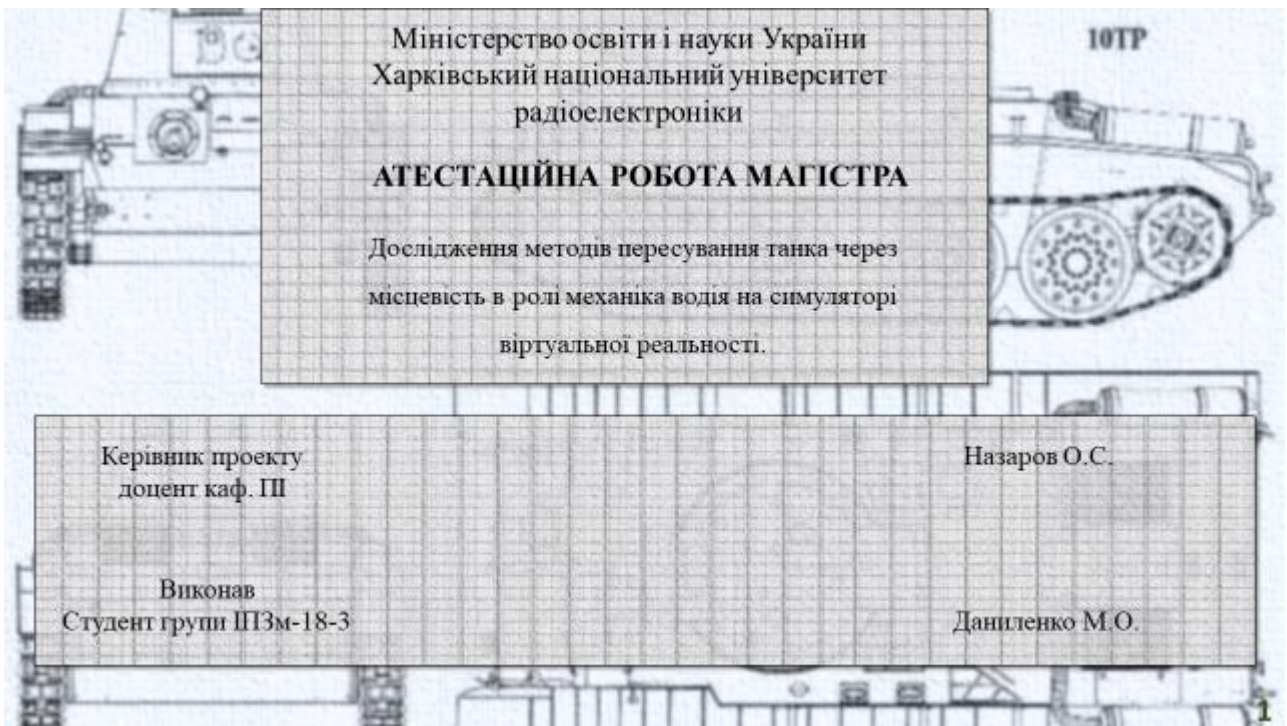 Міністерство освіти і науки України
10TP
Харківський національний університет
радіоелектроніки
АТЕСТАЦІЙНА РОБОТА МАГІСТРА
Дослідження методів пересування танка через
місцевість в ролі механіка водія на симуляторі
віртуальної реальності.
Керівник проекту
доцент каф. ПІ
Назаров О.С.
Виконав
Студент групи ІПЗм-18-3
Даниленко М.О.
1